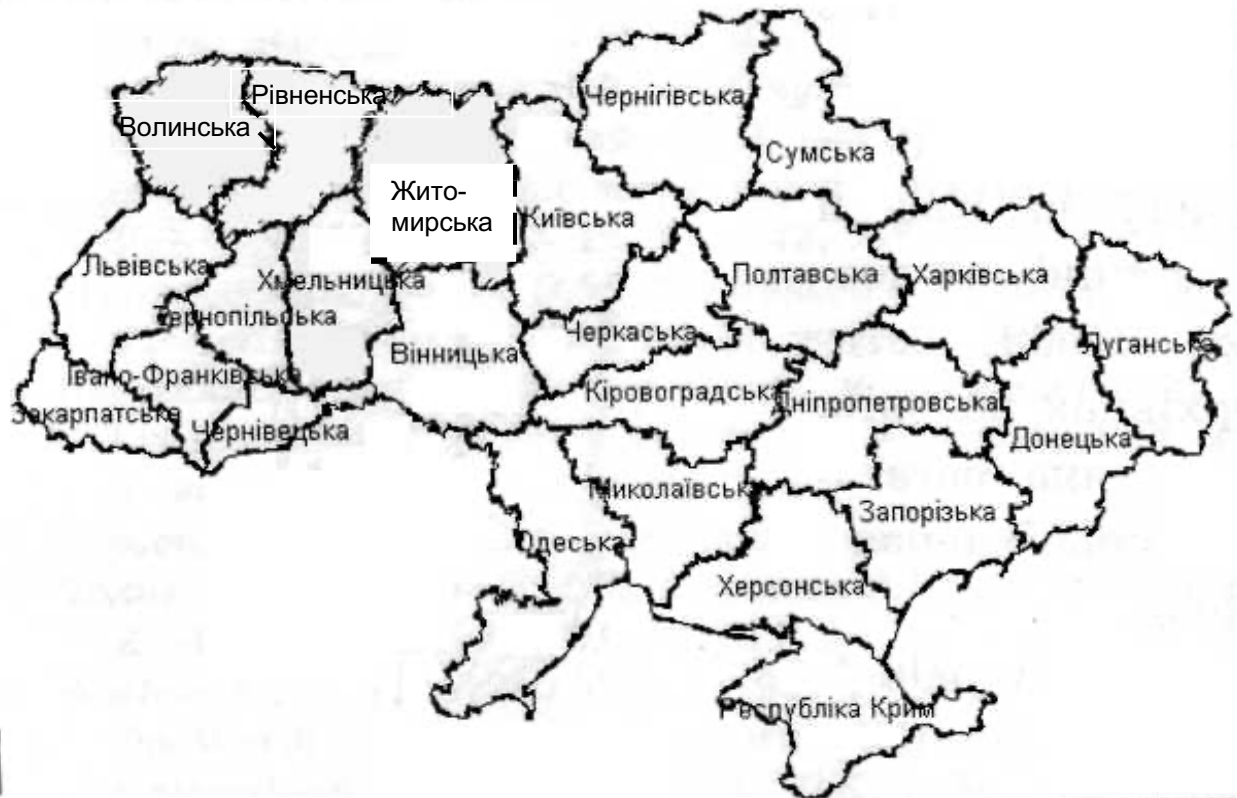 Рівненська
Чернігівська
Волинська
Сумська
Жито-
мирська
Київська
Львівська
Хмельницька
Полтавська
Харківська
Тернопільська
Черкаська
Вінницька
Луганська
Івано-Франківська
Кіровоградська
Дніпропетровська
Закарпатська
Чернівецька
Донецька
Миколаївська
Запорізька
Одеська
Херсонська
Республіка Крим